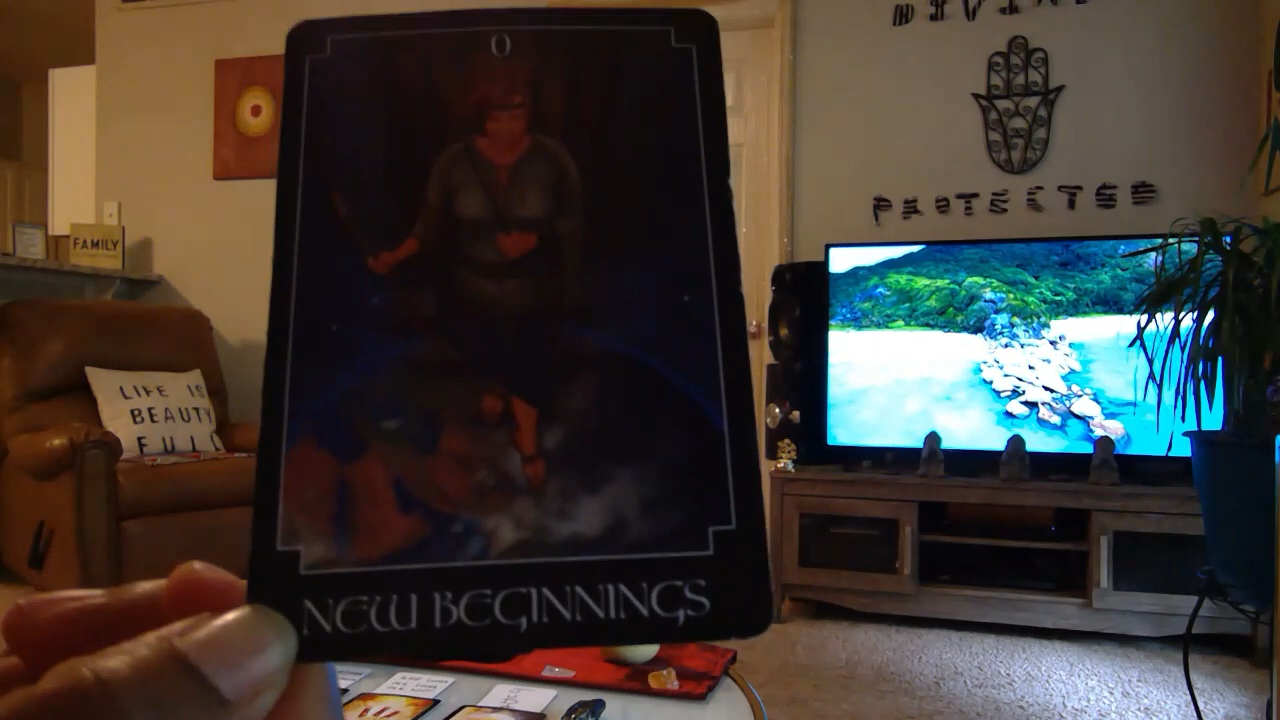 0
NEW BEGINNINGS
DIVINE
PROTECTED
FAMILY
LIFE IS
BEAUTY
FULL